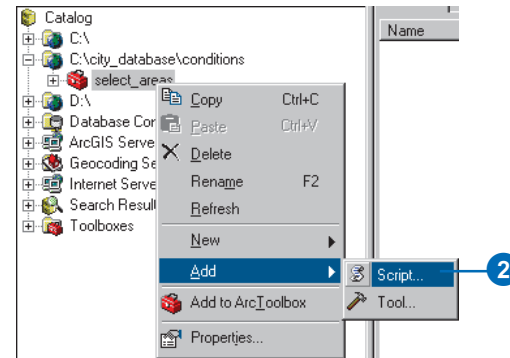 Catalog
Name
C:\
C:\city_database\conditions
select_areas
D:\
Database Cor
ArcGIS Serve
Geocoding Se
Internet Serve
Search Result
Toolboxes
Copy Ctrl+C
Paste Ctrl+V
Delete
Rename F2
Refresh
New
Add
Add to ArcToolbox
Properties...
Script...
Tool...
2